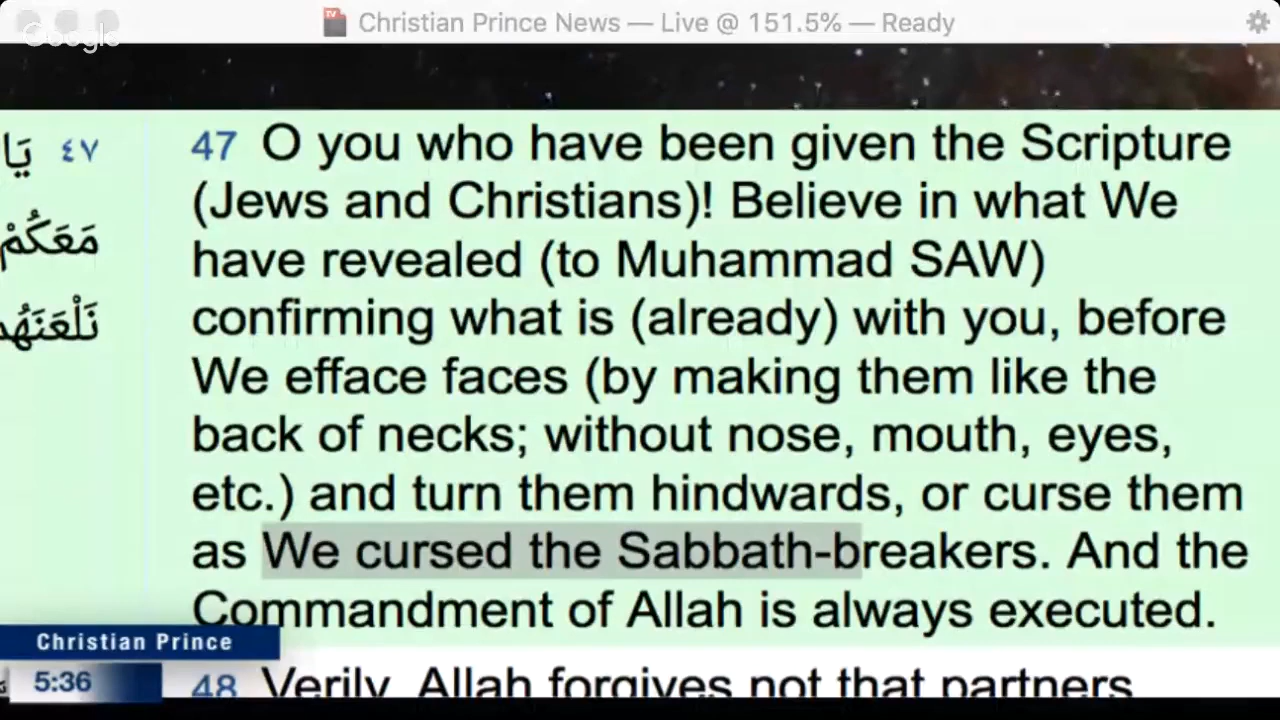 Christian Prince News — Live @ 151.5% — Ready
Google
٤٧ يَا
مَعَكُمْ
47 O you who have been given the Scripture
(Jews and Christians)! Believe in what We
have revealed (to Muhammad SAW)
confirming what is (already) with you, before
We efface faces (by making them like the
back of necks; without nose, mouth, eyes,
etc.) and turn them hindwards, or curse them
as We cursed the Sabbath-breakers. And the
Commandment of Allah is always executed.
Christian Prince
5:36
48 Verily, Allah forgives not that partners